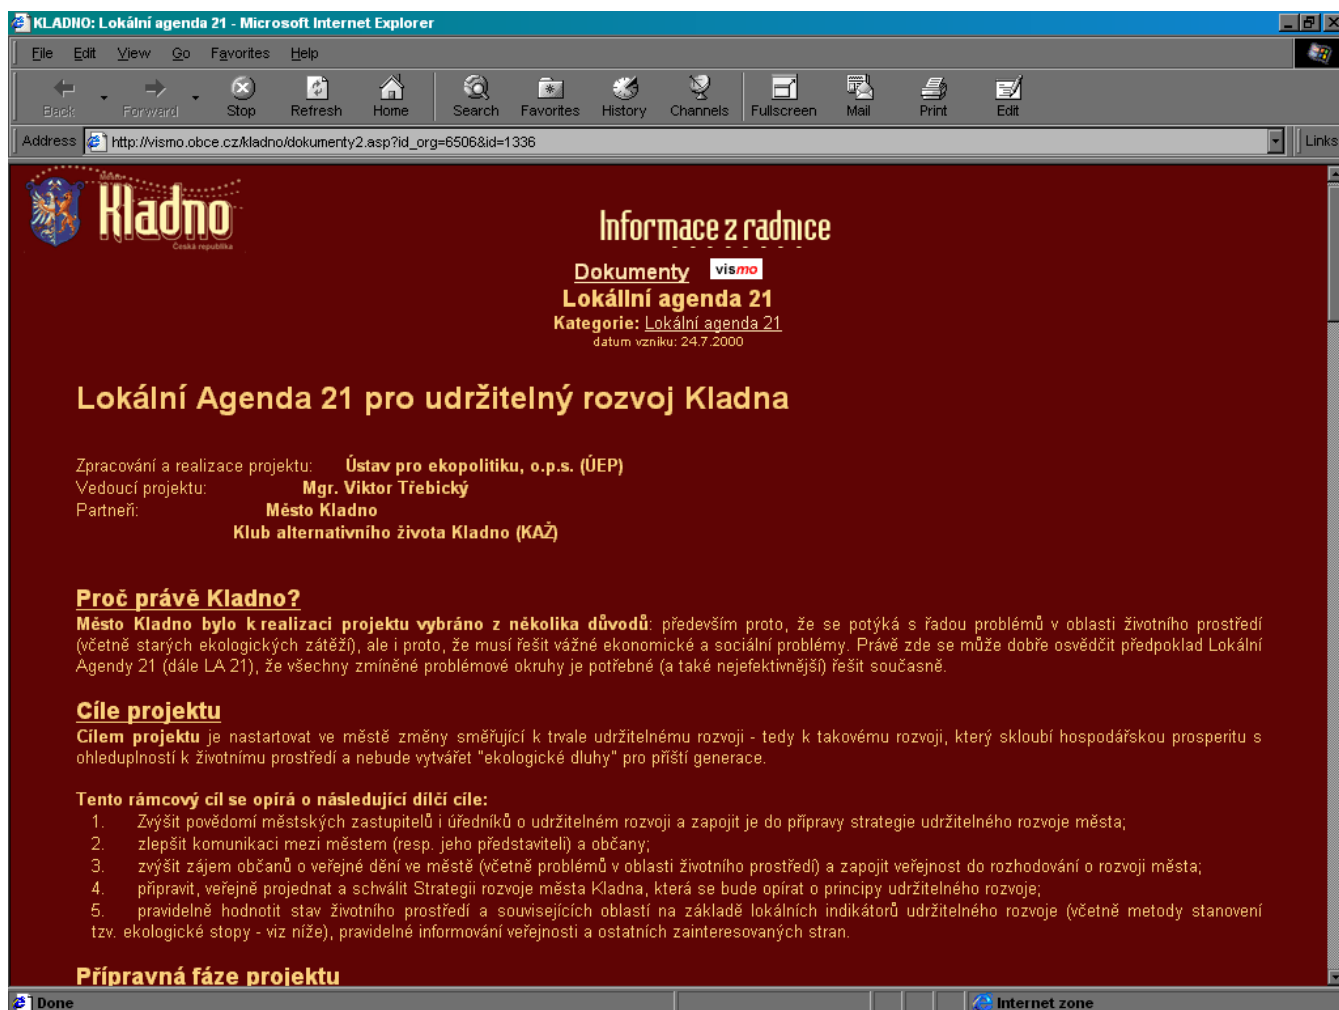 KLADNO: Lokální agenda 21 - Microsoft Internet Explorer
File Edit View Go Favorites Help
Back Forward Stop Refresh Home Search Favorites History Channels Fullscreen Mail Print Edit
Address http://vismo.obce.cz/kladno/dokumenty2.asp?id_org=6506&id=1336 Links
Kladno
Česká republika
Informace z radnice
Dokumenty vismo
Lokállní agenda 21
Kategorie: Lokální agenda 21
datum vzniku: 24.7.2000
Lokální Agenda 21 pro udržitelný rozvoj Kladna
Zpracování a realizace projektu: Ústav pro ekopolitiku, o.p.s. (ÚEP)
Vedoucí projektu: Mgr. Viktor Třebický
Partneři: Město Kladno
Klub alternativního života Kladno (KAŽ)
Proč právě Kladno?
Město Kladno bylo k realizaci projektu vybráno z několika důvodů: především proto, že se potýká s řadou problémů v oblasti životního prostředí
(včetně starých ekologických zátěží), ale i proto, že musí řešit vážné ekonomické a sociální problémy. Právě zde se může dobře osvědčit předpoklad Lokální
Agendy 21 (dále LA 21), že všechny zmíněné problémové okruhy je potřebné (a také nejefektivnější) řešit současně.
Cíle projektu
Cílem projektu je nastartovat ve městě změny směřující k trvale udržitelnému rozvoji - tedy k takovému rozvoji, který skloubí hospodářskou prosperitu s
ohleduplností k životnímu prostředí a nebude vytvářet "ekologické dluhy" pro příští generace.
Tento rámcový cíl se opírá o následující dílčí cíle:
1. Zvýšit povědomí městských zastupitelů i úředníků o udržitelném rozvoji a zapojit je do přípravy strategie udržitelného rozvoje města;
2. zlepšit komunikaci mezi městem (resp. jeho představiteli) a občany;
3. zvýšit zájem občanů o veřejné dění ve městě (včetně problémů v oblasti životního prostředí) a zapojit veřejnost do rozhodování o rozvoji města;
4. připravit, veřejně projednat a schválit Strategii rozvoje města Kladna, která se bude opírat o principy udržitelného rozvoje;
5. pravidelně hodnotit stav životního prostředí a souvisejících oblastí na základě lokálních indikátorů udržitelného rozvoje (včetně metody stanovení
tzv. ekologické stopy - viz níže), pravidelné informování veřejnosti a ostatních zainteresovaných stran.
Přípravná fáze projektu
Done Internet zone